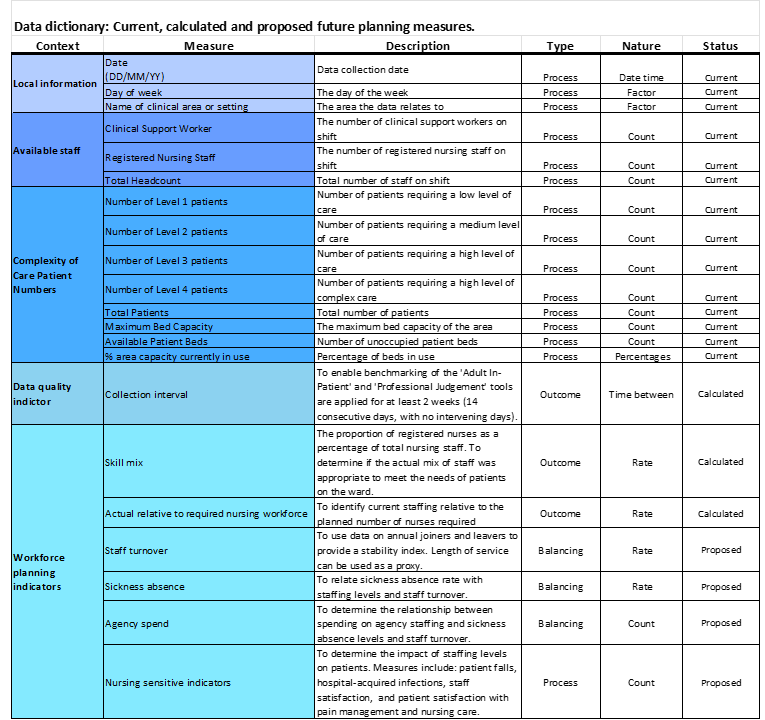 Data dictionary: Current, calculated and proposed future planning measures.
Context Measure Description Type Nature Status
Local information
Date
(DD/MM/YY) Data collection date Process Date time Current
Day of week The day of the week Process Factor Current
Name of clinical area or setting The area the data relates to Process Factor Current
Available staff
Clinical Support Worker The number of clinical support workers on
shift Process Count Current
Registered Nursing Staff The number of registered nursing staff on
shift Process Count Current
Total Headcount Total number of staff on shift Process Count Current
Complexity of
Care Patient
Numbers
Number of Level 1 patients Number of patients requiring a low level of
care Process Count Current
Number of Level 2 patients Number of patients requiring a medium level
of care Process Count Current
Number of Level 3 patients Number of patients requiring a high level of
care Process Count Current
Number of Level 4 patients Number of patients requiring a high level of
complex care Process Count Current
Total Patients Total number of patients Process Count Current
Maximum Bed Capacity The maximum bed capacity of the area Process Count Current
Available Patient Beds Number of unoccupied patient beds Process Count Current
% area capacity currently in use Percentage of beds in use Process Percentages Current
Data quality
indictor
Collection interval
To enable benchmarking of the 'Adult In-
Patient' and 'Professional Judgement' tools
are applied for at least 2 weeks (14
consecutive days, with no intervening days).
Outcome Time between Calculated
Workforce
planning
indicators
Skill mix
The proportion of registered nurses as a
percentage of total nursing staff. To
determine if the actual mix of staff was
appropriate to meet the needs of patients
on the ward.
Outcome Rate Calculated
Actual relative to required nursing workforce
To identify current staffing relative to the
planned number of nurses required
Outcome Rate Calculated
Staff turnover
To use data on annual joiners and leavers to
provide a stability index. Length of service
can be used as a proxy.
Balancing Rate Proposed
Sickness absence
To relate sickness absence rate with
staffing levels and staff turnover.
Balancing Rate Proposed
Agency spend
To determine the relationship between
spending on agency staffing and sickness
absence levels and staff turnover.
Balancing Count Proposed
Nursing sensitive indicators
To determine the impact of staffing levels
on patients. Measures include: patient falls,
hospital-acquired infections, staff
satisfaction, and patient satisfaction with
pain management and nursing care.
Process Count Proposed